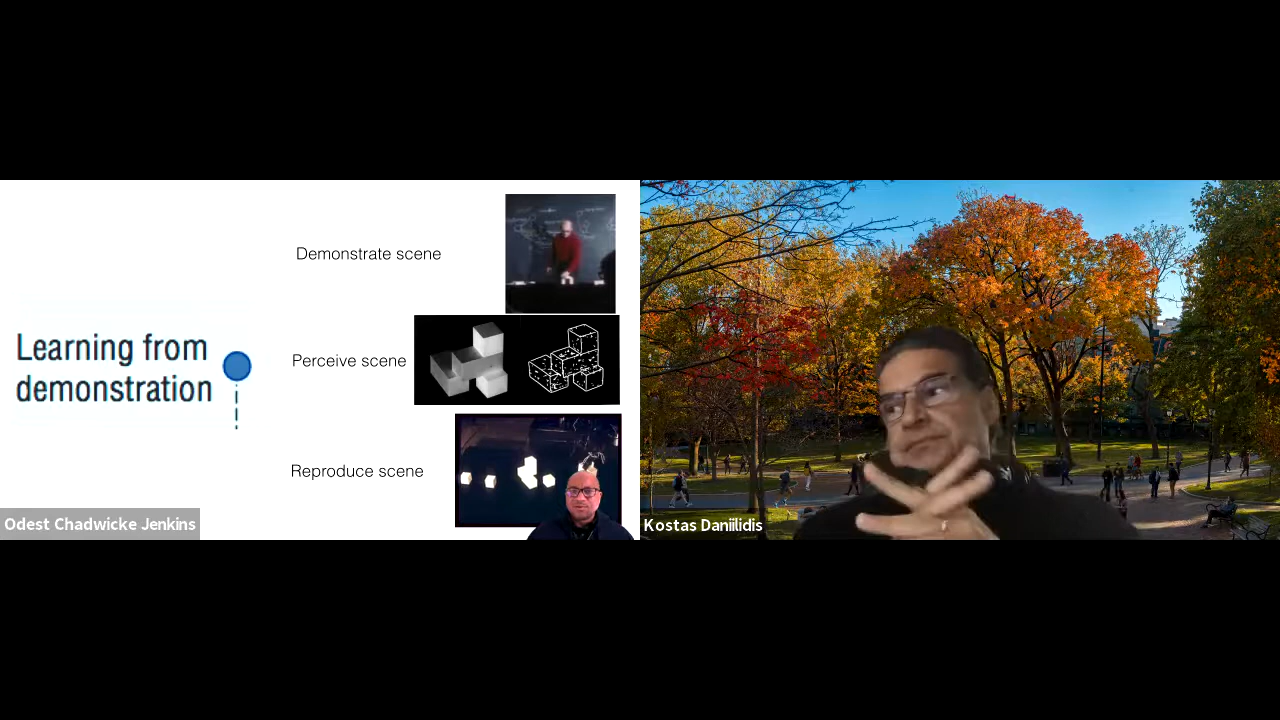 Demonstrate scene
Learning from
demonstration
Perceive scene
Reproduce scene
Odest Chadwicke Jenkins
Kostas Daniilidis